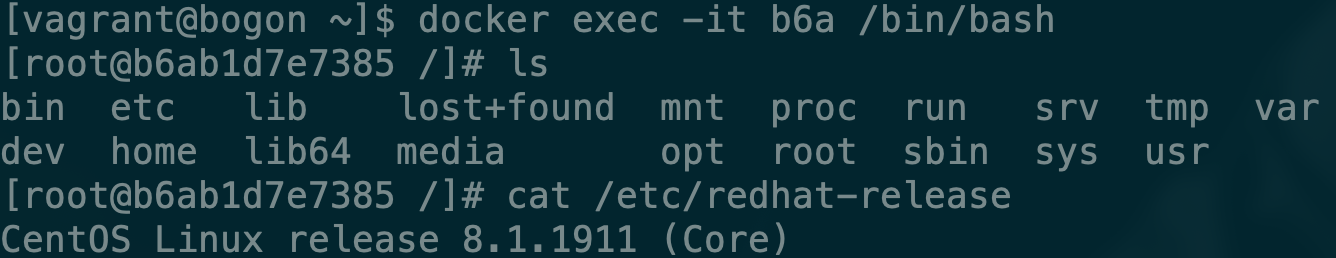 [vagrant@bogon ~]$ docker exec -it b6a /bin/bash
[root@b6ab1d7e7385 /]# ls
bin  etc   lib    lost+found  mnt  proc  run   srv  tmp  var
dev  home  lib64  media       opt  root  sbin  sys  usr
[root@b6ab1d7e7385 /]# cat /etc/redhat-release
CentOS Linux release 8.1.1911 (Core)